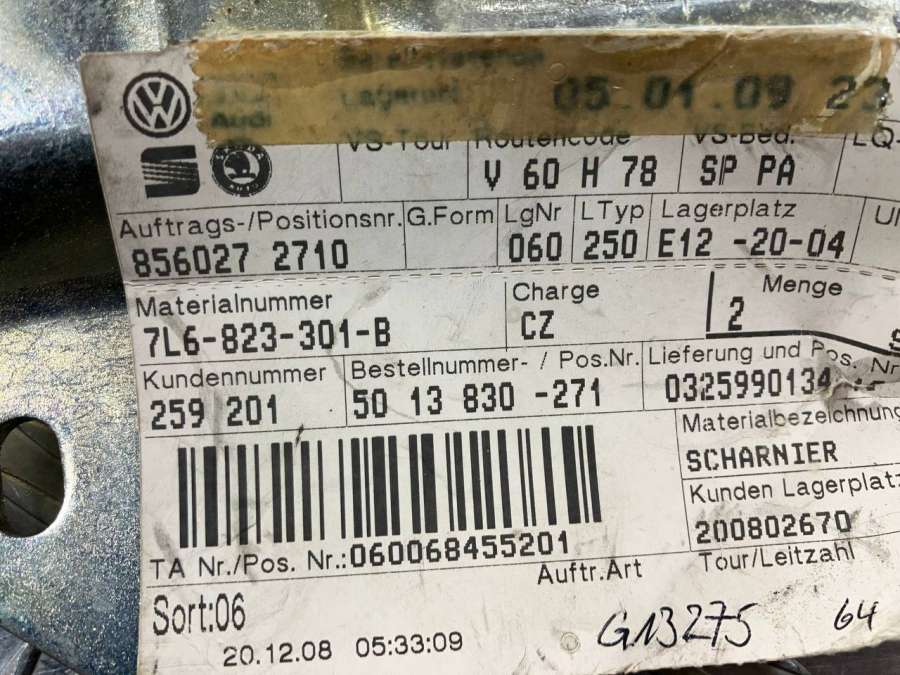 Lagerort 05.01.09 23
Audi
VS-Tour Routencode VS-Bed. LQ-
V 60 H 78 SP PA
Auftrags-/Positionsnr. G.Form LgNr LTyp Lagerplatz
856027 2710 060 250 E12 -20-04
Materialnummer Charge Menge
7L6-823-301-B CZ 2
Kundennummer Bestellnummer- / Pos.Nr. Lieferung und Pos. Nr
259 201 50 13 830 -271 0325990134
Materialbezeichnung
SCHARNIER
Kunden Lagerplatz
200802670
TA Nr./Pos. Nr.:060068455201
Auftr.Art Tour/Leitzahl
Sort:06
20.12.08 05:33:09
G13275 64